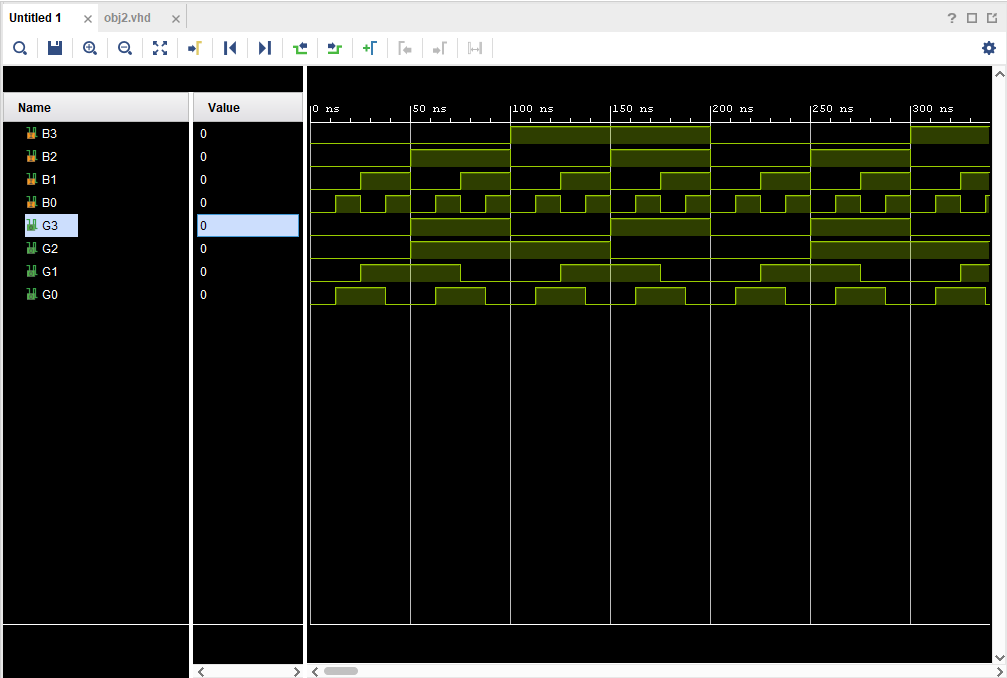 Untitled 1 × obj2.vhd × ?
Name Value
0 ns 50 ns 100 ns 150 ns 200 ns 250 ns 300 ns
B3 0
B2 0
B1 0
B0 0
G3 0
G2 0
G1 0
G0 0